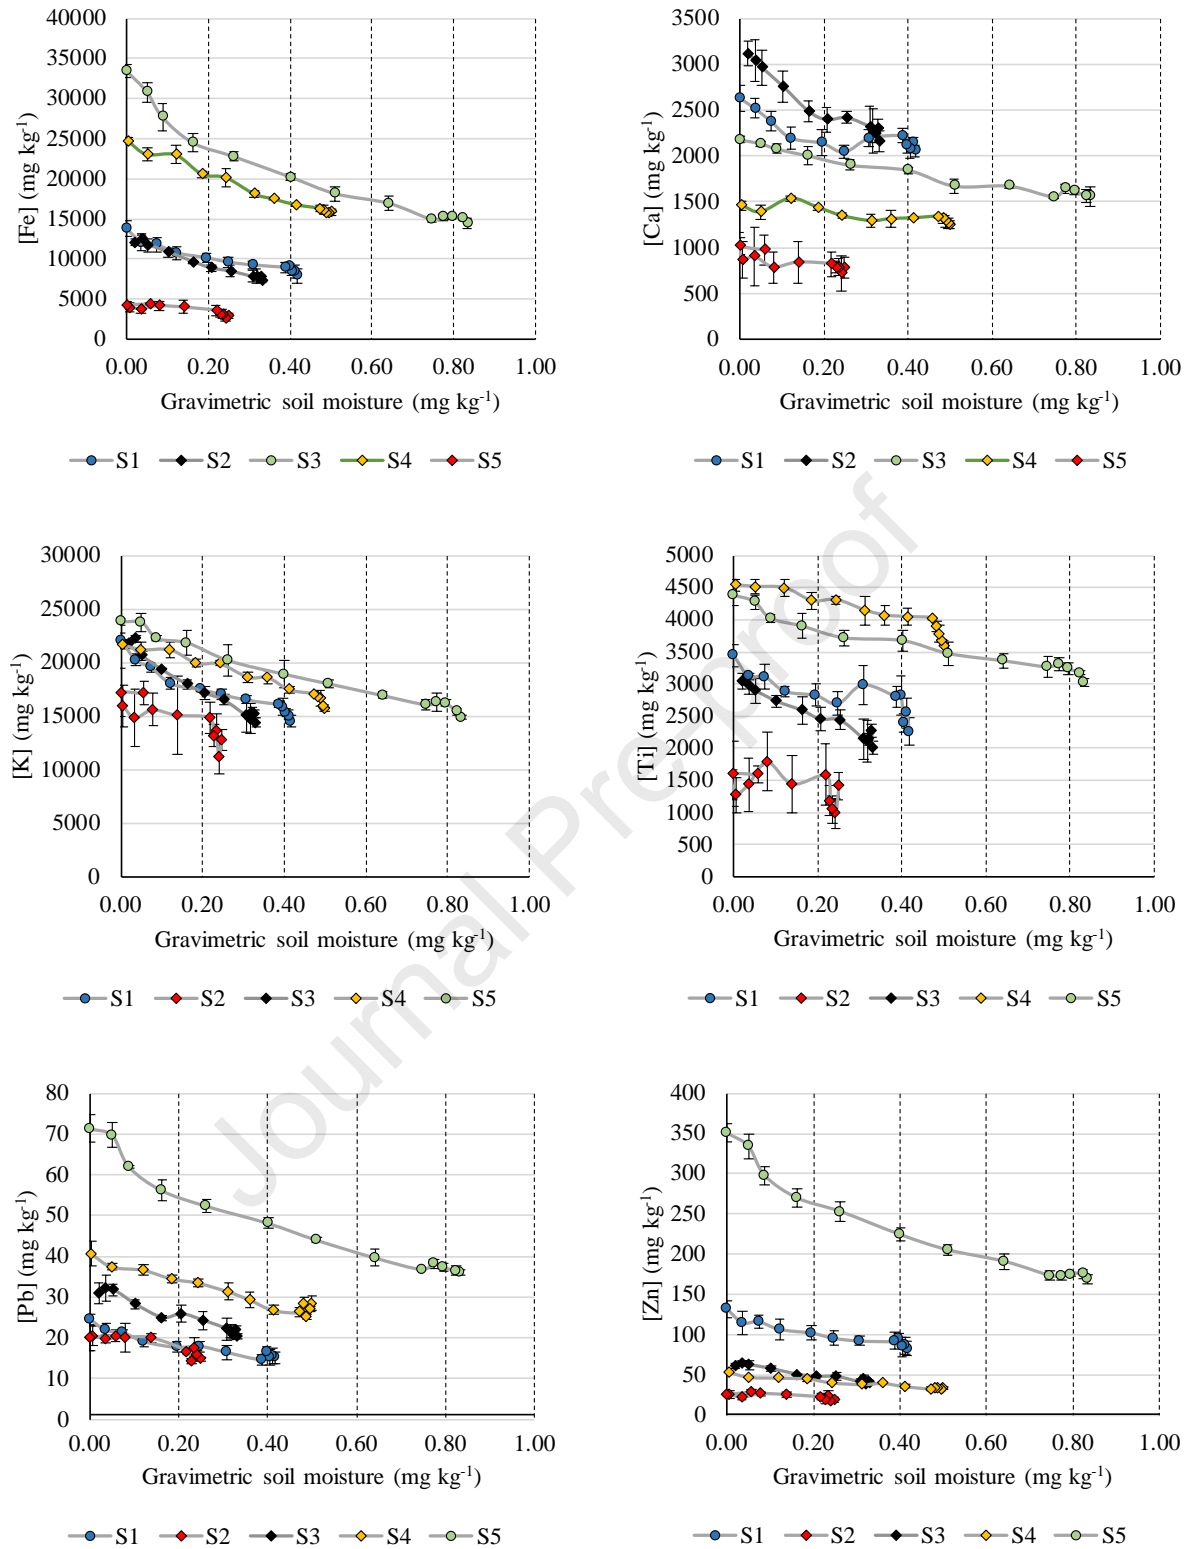 40000
35000
30000
25000
20000
15000
10000
5000
0
[Fe] (mg kg-1)
0.00 0.20 0.40 0.60 0.80 1.00
Gravimetric soil moisture (mg kg-1)
S1 S2 S3 S4 S5
3500
3000
2500
2000
1500
1000
500
0
[Ca] (mg kg-1)
0.00 0.20 0.40 0.60 0.80 1.00
Gravimetric soil moisture (mg kg-1)
S1 S2 S3 S4 S5
30000
25000
20000
15000
10000
5000
0
[K] (mg kg-1)
0.00 0.20 0.40 0.60 0.80 1.00
Gravimetric soil moisture (mg kg-1)
S1 S2 S3 S4 S5
5000
4500
4000
3500
3000
2500
2000
1500
1000
500
0
[Ti] (mg kg-1)
0.00 0.20 0.40 0.60 0.80 1.00
Gravimetric soil moisture (mg kg-1)
S1 S2 S3 S4 S5
80
70
60
50
40
30
20
10
0
[Pb] (mg kg-1)
0.00 0.20 0.40 0.60 0.80 1.00
Gravimetric soil moisture (mg kg-1)
S1 S2 S3 S4 S5
400
350
300
250
200
150
100
50
0
[Zn] (mg kg-1)
0.00 0.20 0.40 0.60 0.80 1.00
Gravimetric soil moisture (mg kg-1)
S1 S2 S3 S4 S5
Journal Pre-proof